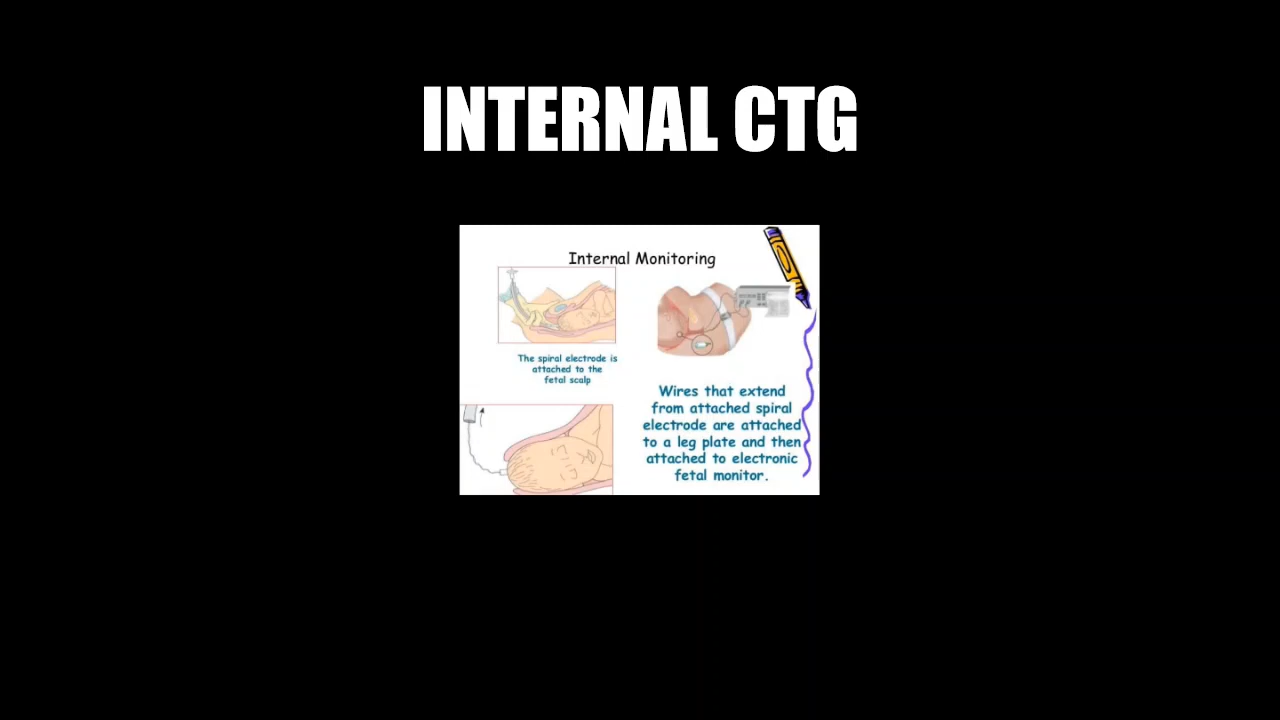 INTERNAL CTG
Internal Monitoring
The spiral electrode is
attached to the
fetal scalp
Wires that extend
from attached spiral
electrode are attached
to a leg plate and then
attached to electronic
fetal monitor.